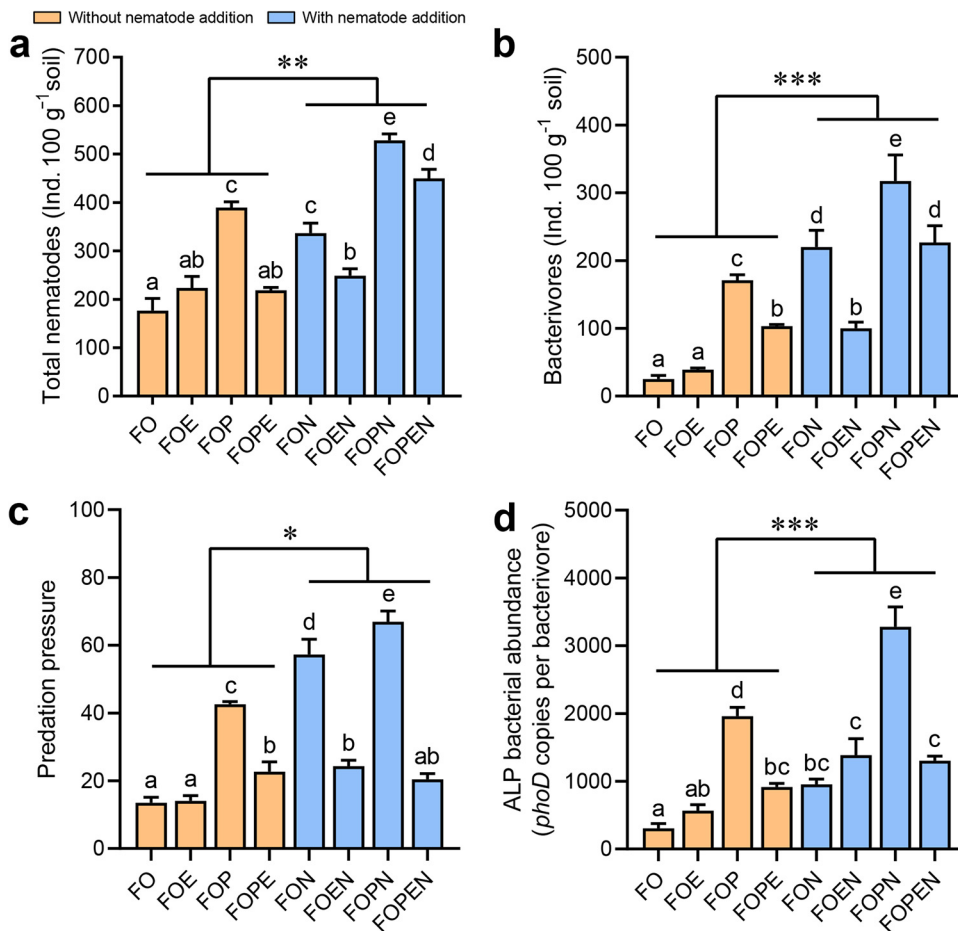 Without nematode addition With nematode addition
a
Total nematodes (Ind. 100 g⁻¹ soil)
700
600
500
400
300
200
100
0
**
a ab c ab c b e d
FO FOE FOP FOPE FON FOEN FOPN FOPEN
b
Bacterivores (Ind. 100 g⁻¹ soil)
500
400
300
200
100
0
***
a a c b d b e d
FO FOE FOP FOPE FON FOEN FOPN FOPEN
c
Predation pressure
100
80
60
40
20
0
*
a a c b d b e ab
FO FOE FOP FOPE FON FOEN FOPN FOPEN
d
ALP bacterial abundance
(phoD copies per bacterivore)
5000
4000
3000
2000
1000
0
***
a ab d bc bc c e c
FO FOE FOP FOPE FON FOEN FOPN FOPEN